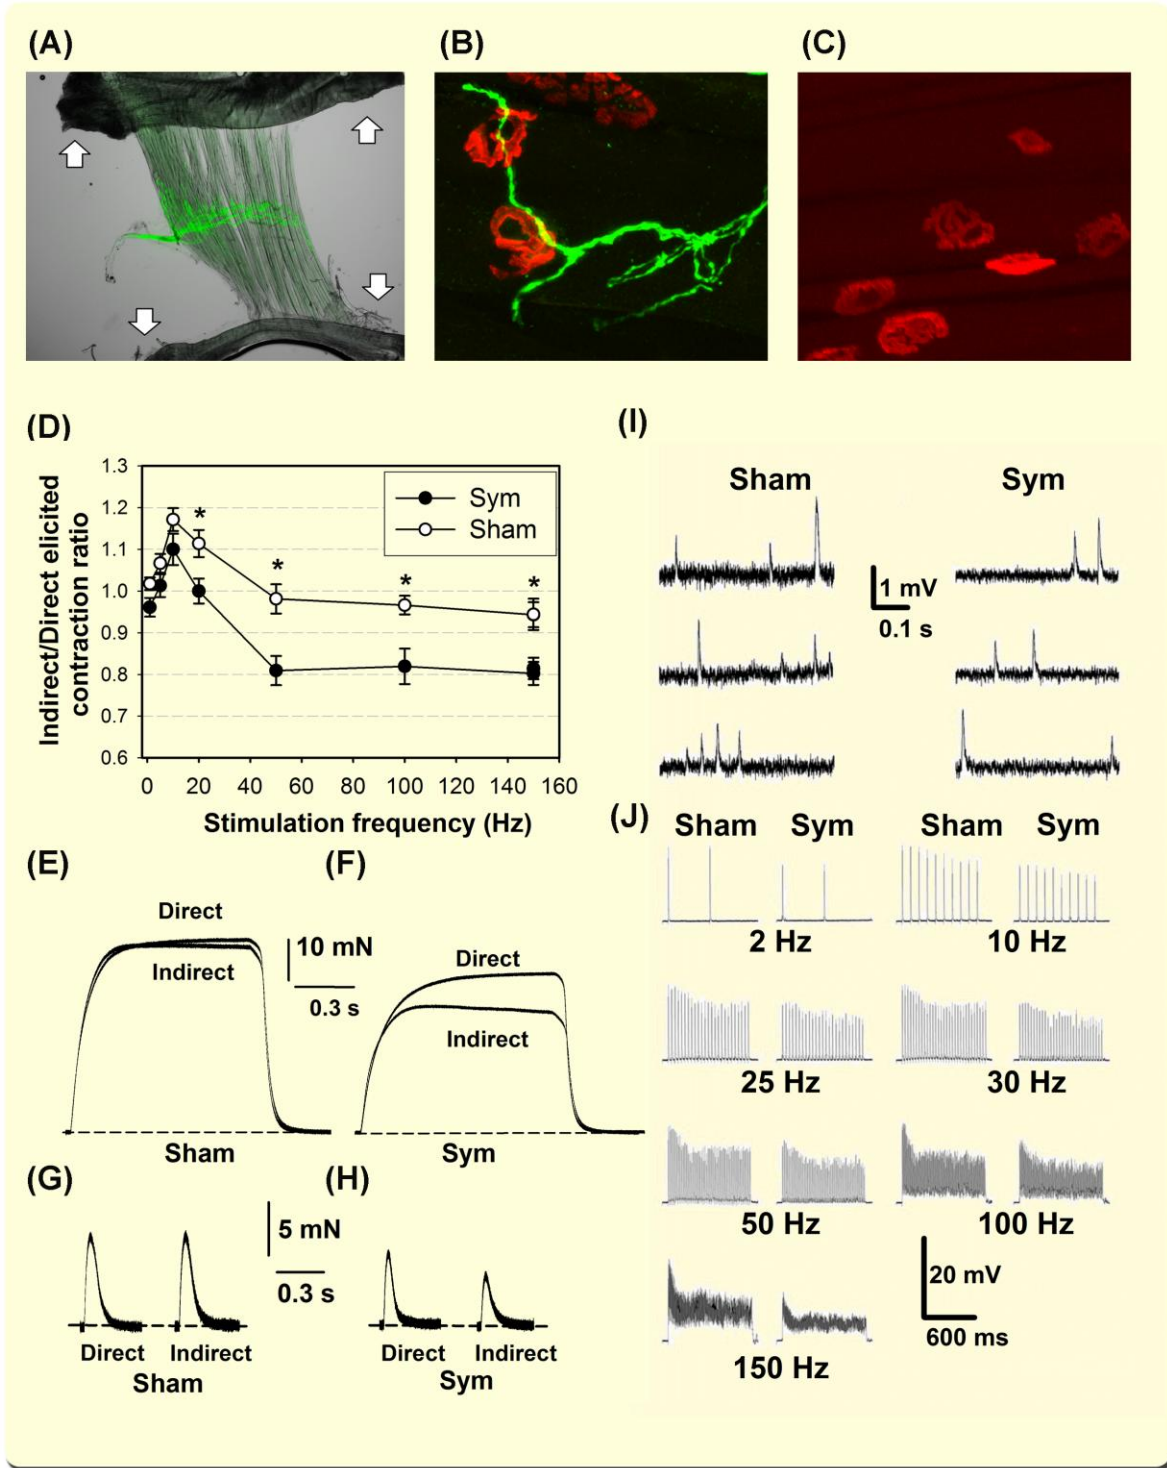 (A)
(B)
(C)
(D)
Indirect/Direct elicited
contraction ratio
1.3
1.2
1.1
1.0
0.9
0.8
0.7
0.6
*
*
*
*
Sym
Sham
0 20 40 60 80 100 120 140 160
Stimulation frequency (Hz)
(E)
Direct
Indirect
10 mN
0.3 s
Sham
(F)
Direct
Indirect
Sym
(G)
Direct Indirect
Sham
5 mN
0.3 s
(H)
Direct Indirect
Sym
(I)
Sham Sym
1 mV
0.1 s
(J)
Sham Sym Sham Sym
2 Hz 10 Hz
25 Hz 30 Hz
50 Hz 100 Hz
20 mV
600 ms
150 Hz